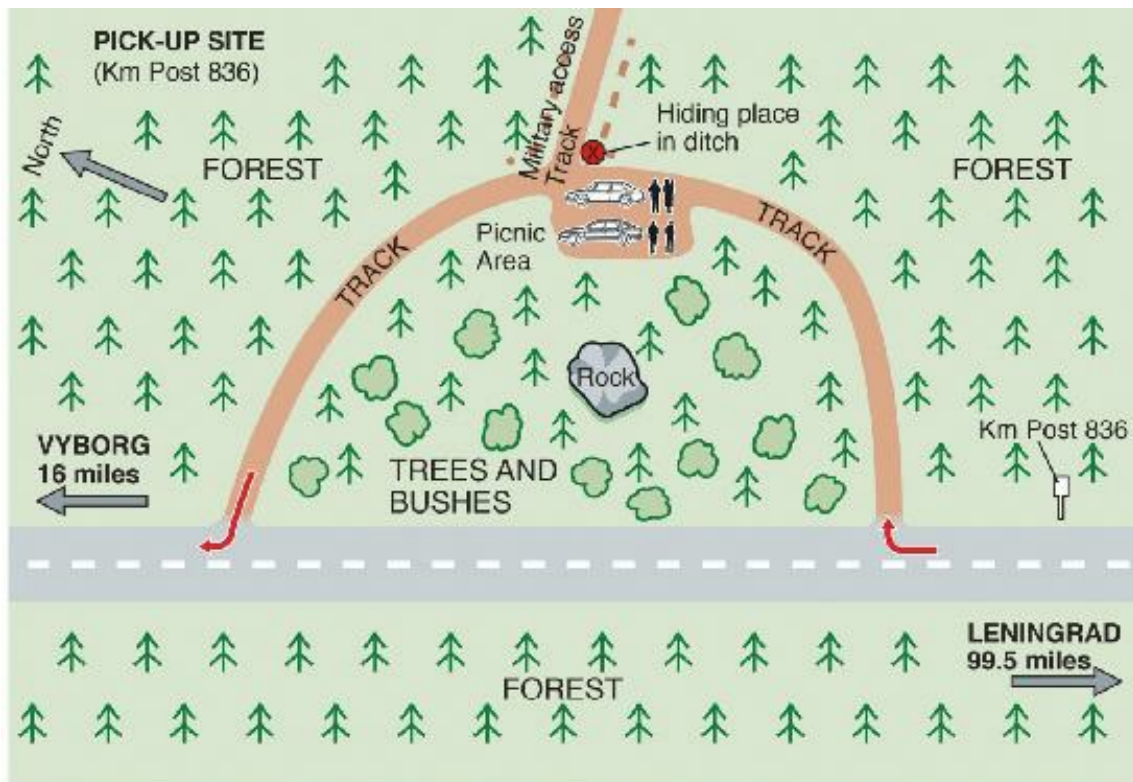 PICK-UP SITE
(Km Post 836)
North
FOREST
Military access
Track
Hiding place
in ditch
FOREST
TRACK
Picnic
Area
TRACK
Rock
VYBORG
16 miles
TREES AND
BUSHES
Km Post 836
LENINGRAD
99.5 miles
FOREST